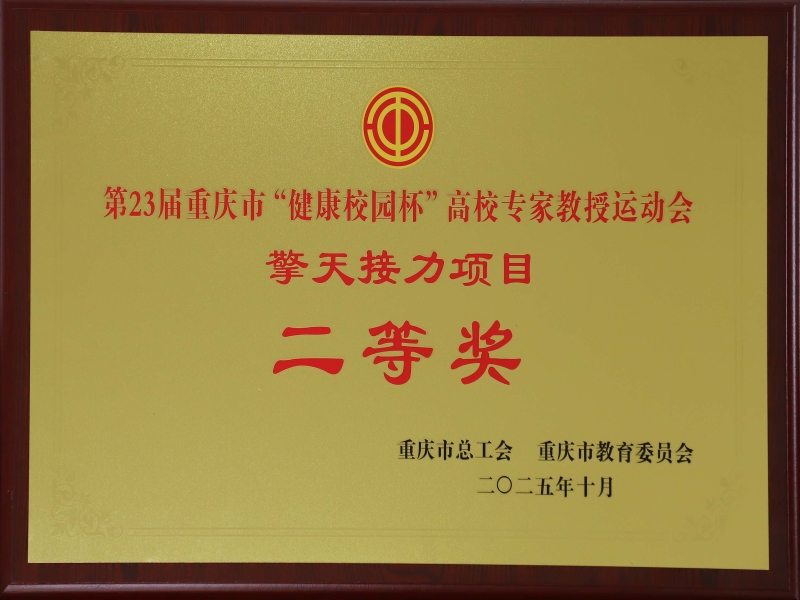 第23届重庆市“健康校园杯”高校专家教授运动会
擎天接力项目
二等奖
重庆市总工会 重庆市教育委员会
二〇二五年十月